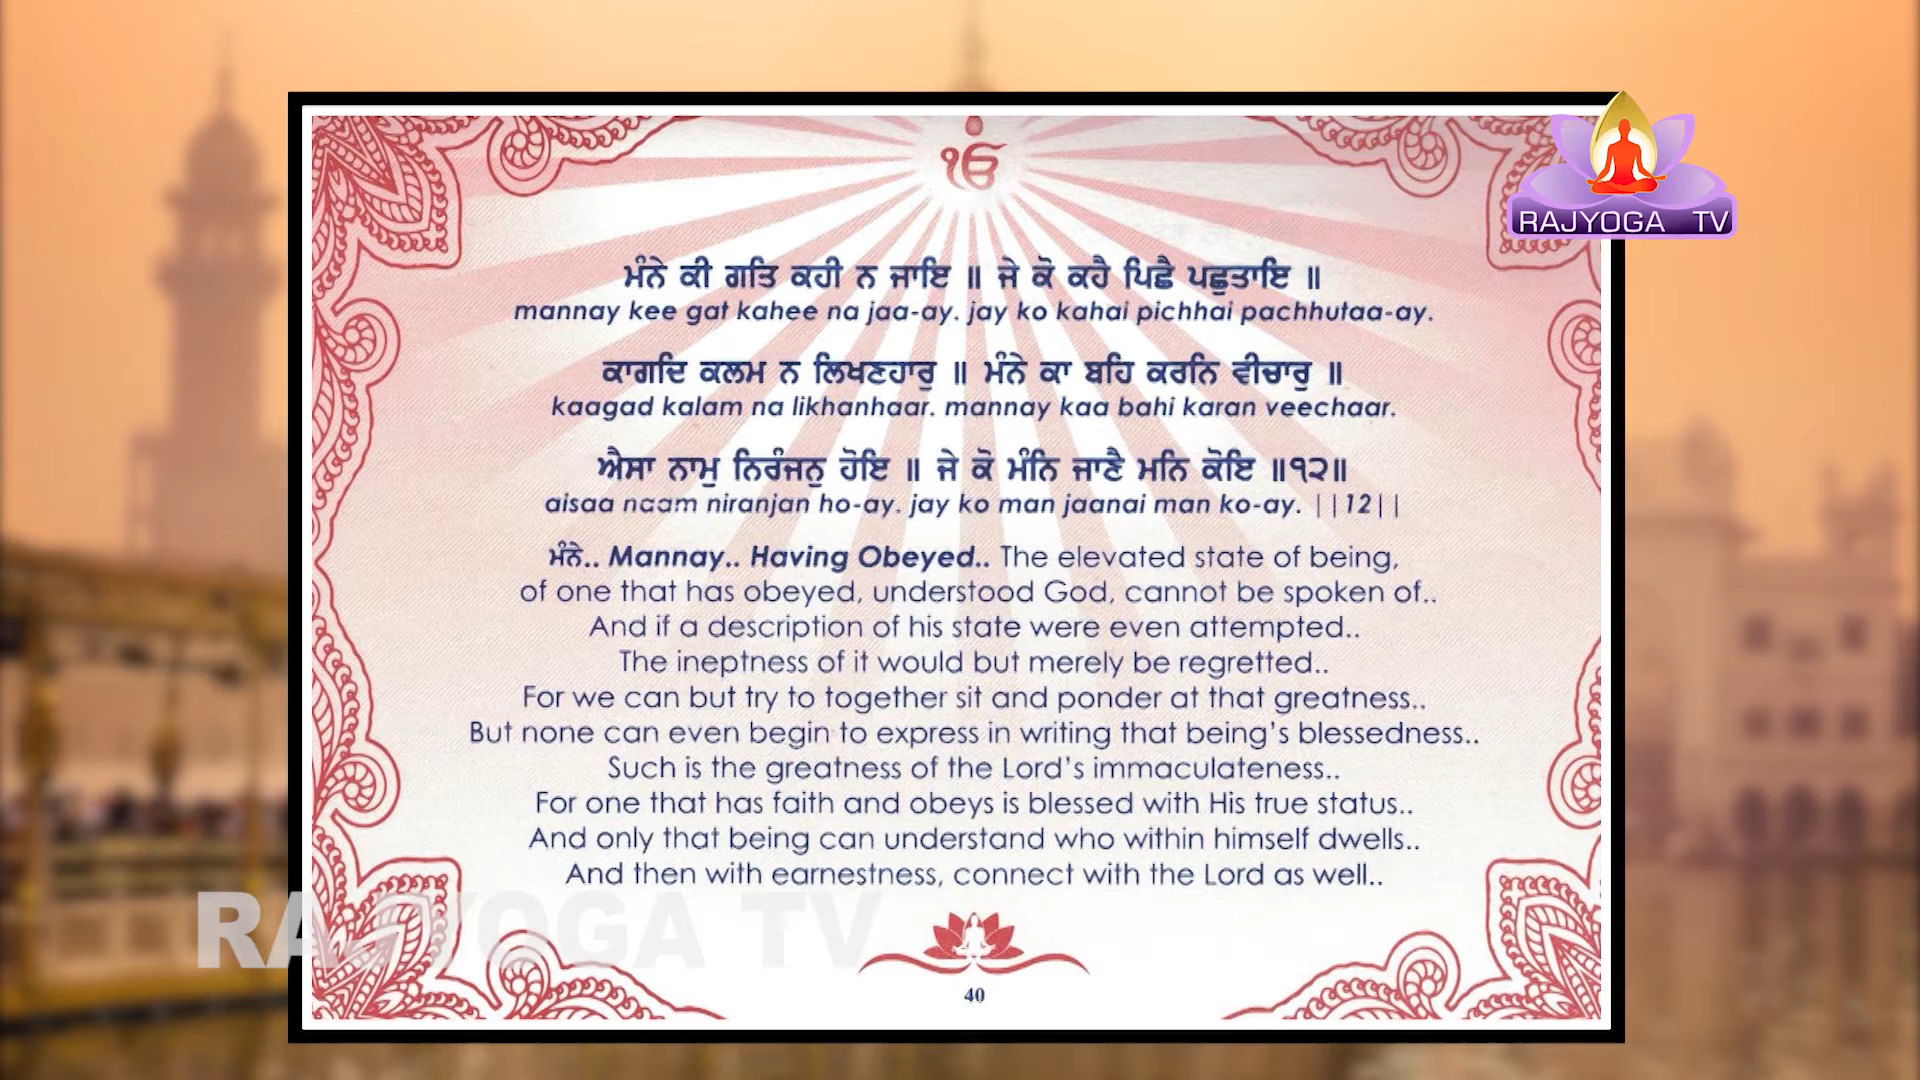 ੴ
RAJYOGA TV
ਮੰਨੇ ਕੀ ਗਤਿ ਕਹੀ ਨ ਜਾਇ ॥ ਜੇ ਕੋ ਕਹੈ ਪਿਛੈ ਪਛੁਤਾਇ ॥
mannay kee gat kahee na jaa-ay. jay ko kahai pichhai pachhutaa-ay.
ਕਾਗਦਿ ਕਲਮ ਨ ਲਿਖਣਹਾਰੁ ॥ ਮੰਨੇ ਕਾ ਬਹਿ ਕਰਨਿ ਵੀਚਾਰੁ ॥
kaagad kalam na likhanhaar. mannay kaa bahi karan veechaar.
ਐਸਾ ਨਾਮੁ ਨਿਰੰਜਨੁ ਹੋਇ ॥ ਜੇ ਕੋ ਮੰਨਿ ਜਾਣੈ ਮਨਿ ਕੋਇ ॥੧੨॥
aisaa naam niranjan ho-ay. jay ko man jaanai man ko-ay. ||12||
ਮੰਨੇ.. Mannay.. Having Obeyed.. The elevated state of being,
of one that has obeyed, understood God, cannot be spoken of..
And if a description of his state were even attempted..
The ineptness of it would but merely be regretted..
For we can but try to together sit and ponder at that greatness..
But none can even begin to express in writing that being's blessedness..
Such is the greatness of the Lord's immaculateness..
For one that has faith and obeys is blessed with His true status..
And only that being can understand who within himself dwells..
And then with earnestness, connect with the Lord as well..
RAJYOGA TV
40